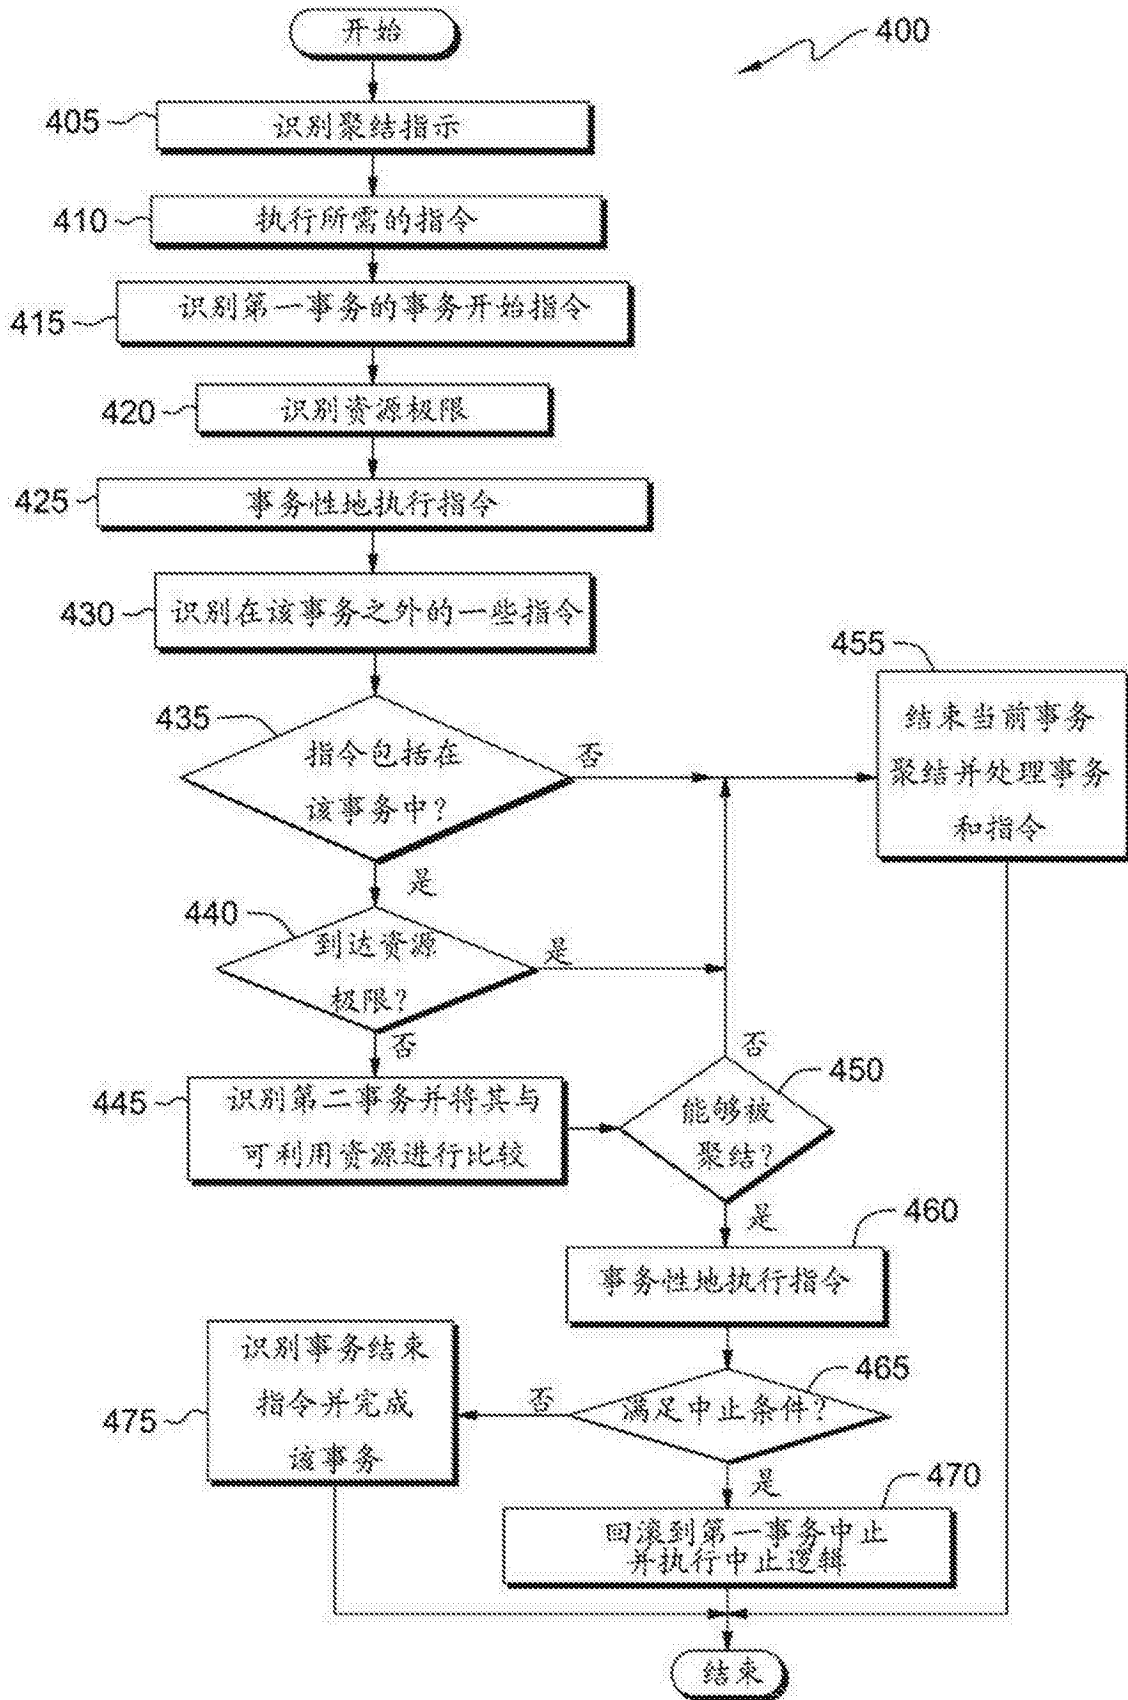 开始
400
405
识别聚结指示
410
执行所需的指令
415
识别第一事务的事务开始指令
420
识别资源极限
425
事务性地执行指令
430
识别在该事务之外的一些指令
455
结束当前事务
聚结并处理事务
和指令
435
指令包括在
该事务中?
否
是
440
到达资源
极限?
是
否
445
识别第二事务并将其与
可利用资源进行比较
450
能够被
聚结?
否
是
460
事务性地执行指令
465
满足中止条件?
否
是
475
识别事务结束
指令并完成
该事务
470
回滚到第一事务中止
并执行中止逻辑
结束